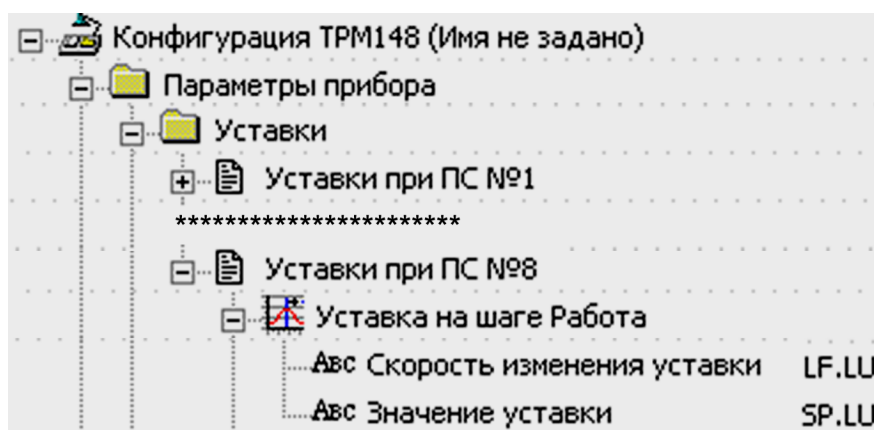 Конфигурация ТРМ148 (Имя не задано)
Параметры прибора
Уставки
Уставки при ПС №1
***********************
Уставки при ПС №8
Уставка на шаге Работа
Авс Скорость изменения уставки LF.LU
Авс Значение уставки SP.LU